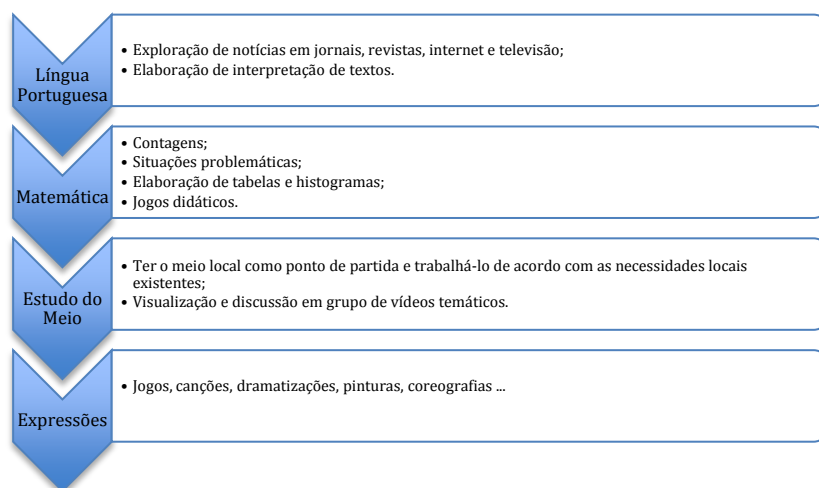 Língua
Portuguesa
• Exploração de notícias em jornais, revistas, internet e televisão;
• Elaboração de interpretação de textos.
Matemática
• Contagens;
• Situações problemáticas;
• Elaboração de tabelas e histogramas;
• Jogos didáticos.
Estudo do
Meio
• Ter o meio local como ponto de partida e trabalhá-lo de acordo com as necessidades locais
existentes;
• Visualização e discussão em grupo de vídeos temáticos.
Expressões
• Jogos, canções, dramatizações, pinturas, coreografias ...